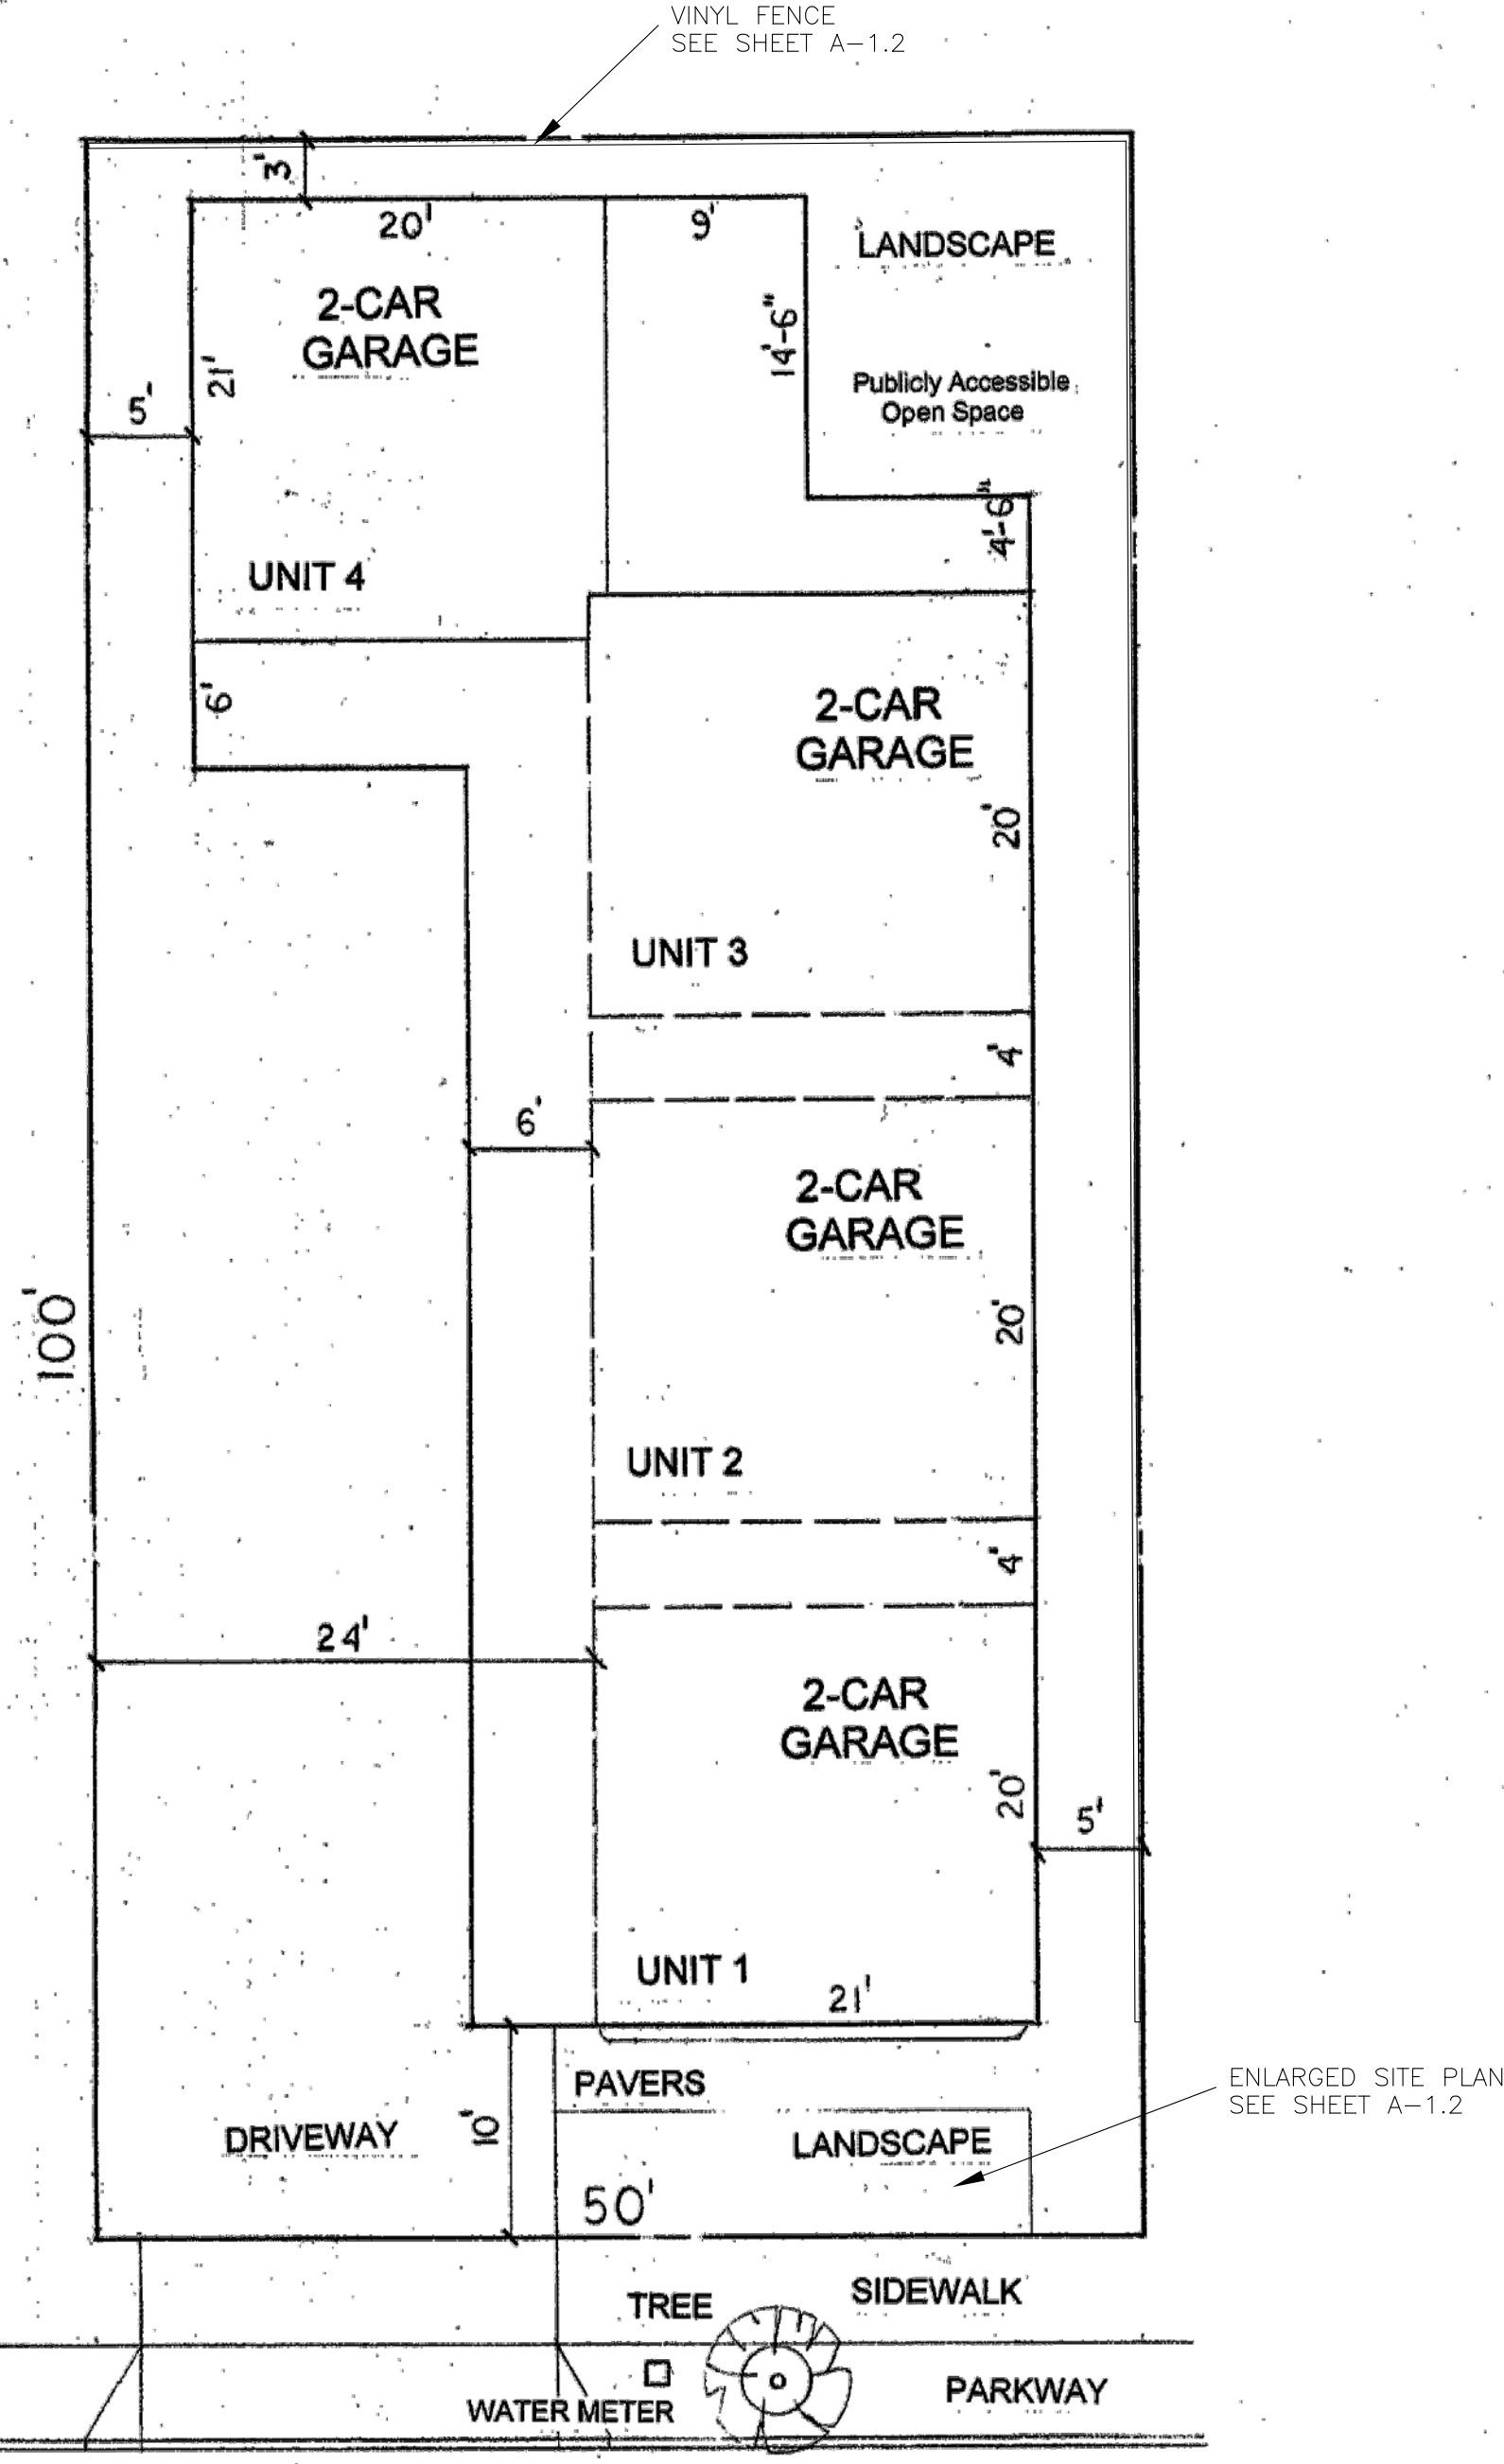 VINYL FENCE
SEE SHEET A-1.2
3'
20'
9'
LANDSCAPE
2-CAR
GARAGE
14'-6"
21'
Publicly Accessible
Open Space
5'
4'-6"
UNIT 4
6'
2-CAR
GARAGE
20'
UNIT 3
4'
6'
2-CAR
GARAGE
100'
20'
UNIT 2
4'
24'
2-CAR
GARAGE
20'
5'
UNIT 1
21'
PAVERS
ENLARGED SITE PLAN
SEE SHEET A-1.2
10'
DRIVEWAY
LANDSCAPE
50'
SIDEWALK
TREE
PARKWAY
WATER METER